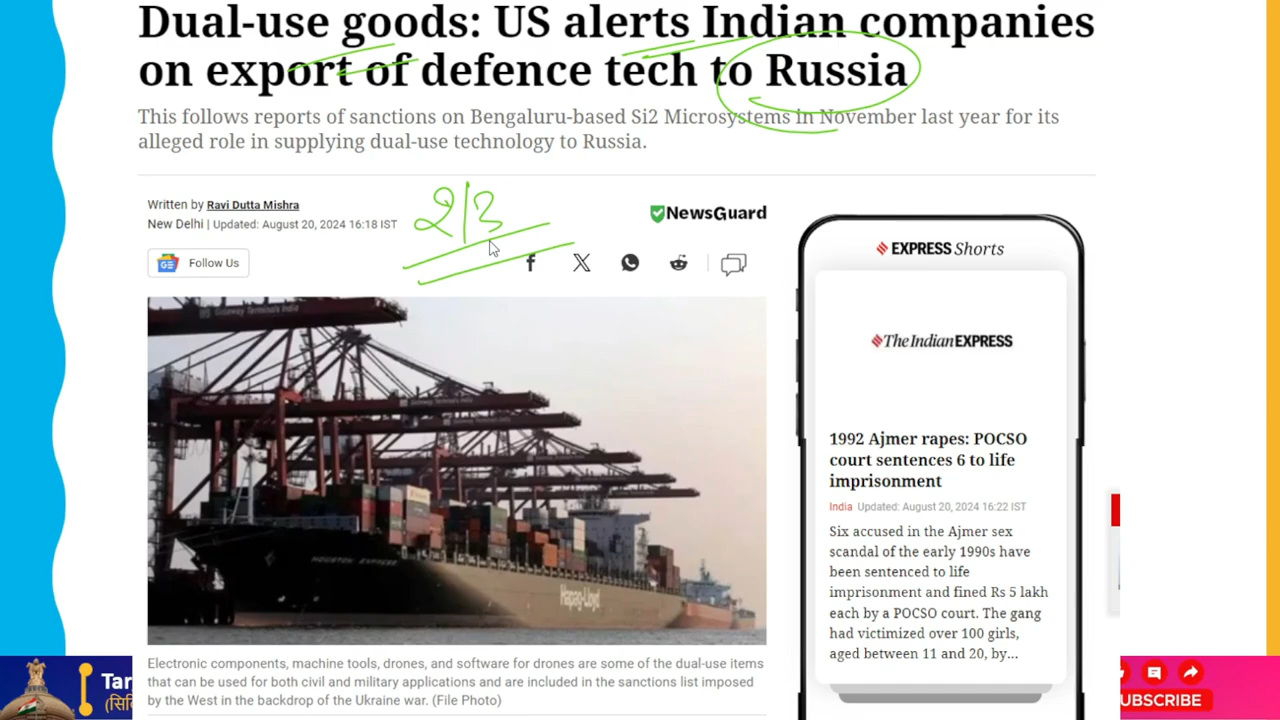 Dual-use goods: US alerts Indian companies
on export of defence tech to Russia
This follows reports of sanctions on Bengaluru-based Si2 Microsystems in November last year for its
alleged role in supplying dual-use technology to Russia.
Written by Ravi Dutta Mishra
New Delhi | Updated: August 20, 2024 16:18 IST
2/3
NewsGuard
Follow Us
EXPRESS Shorts
The Indian EXPRESS
1992 Ajmer rapes: POCSO
court sentences 6 to life
imprisonment
India Updated: August 20, 2024 16:22 IST
Six accused in the Ajmer sex
scandal of the early 1990s have
been sentenced to life
imprisonment and fined Rs 5 lakh
each by a POCSO court. The gang
had victimized over 100 girls,
aged between 11 and 20, by...
Gateway Terminals India
HOUSTON EXPRESS
Hapag-Lloyd
Electronic components, machine tools, drones, and software for drones are some of the dual-use items
that can be used for both civil and military applications and are included in the sanctions list imposed
by the West in the backdrop of the Ukraine war. (File Photo)
Tar
(सिवि
UBSCRIBE